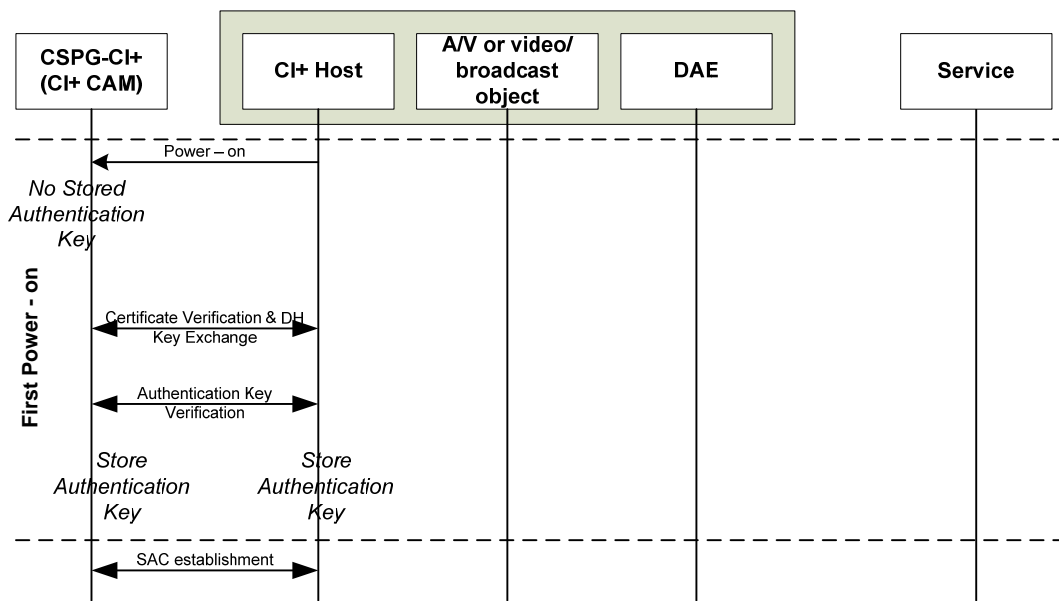 CSPG-CI+
(CI+ CAM)
CI+ Host
A/V or video/
broadcast
object
DAE
Service
Power – on
No Stored
Authentication
Key
First Power - on
Certificate Verification & DH
Key Exchange
Authentication Key
Verification
Store
Authentication
Key
Store
Authentication
Key
SAC establishment